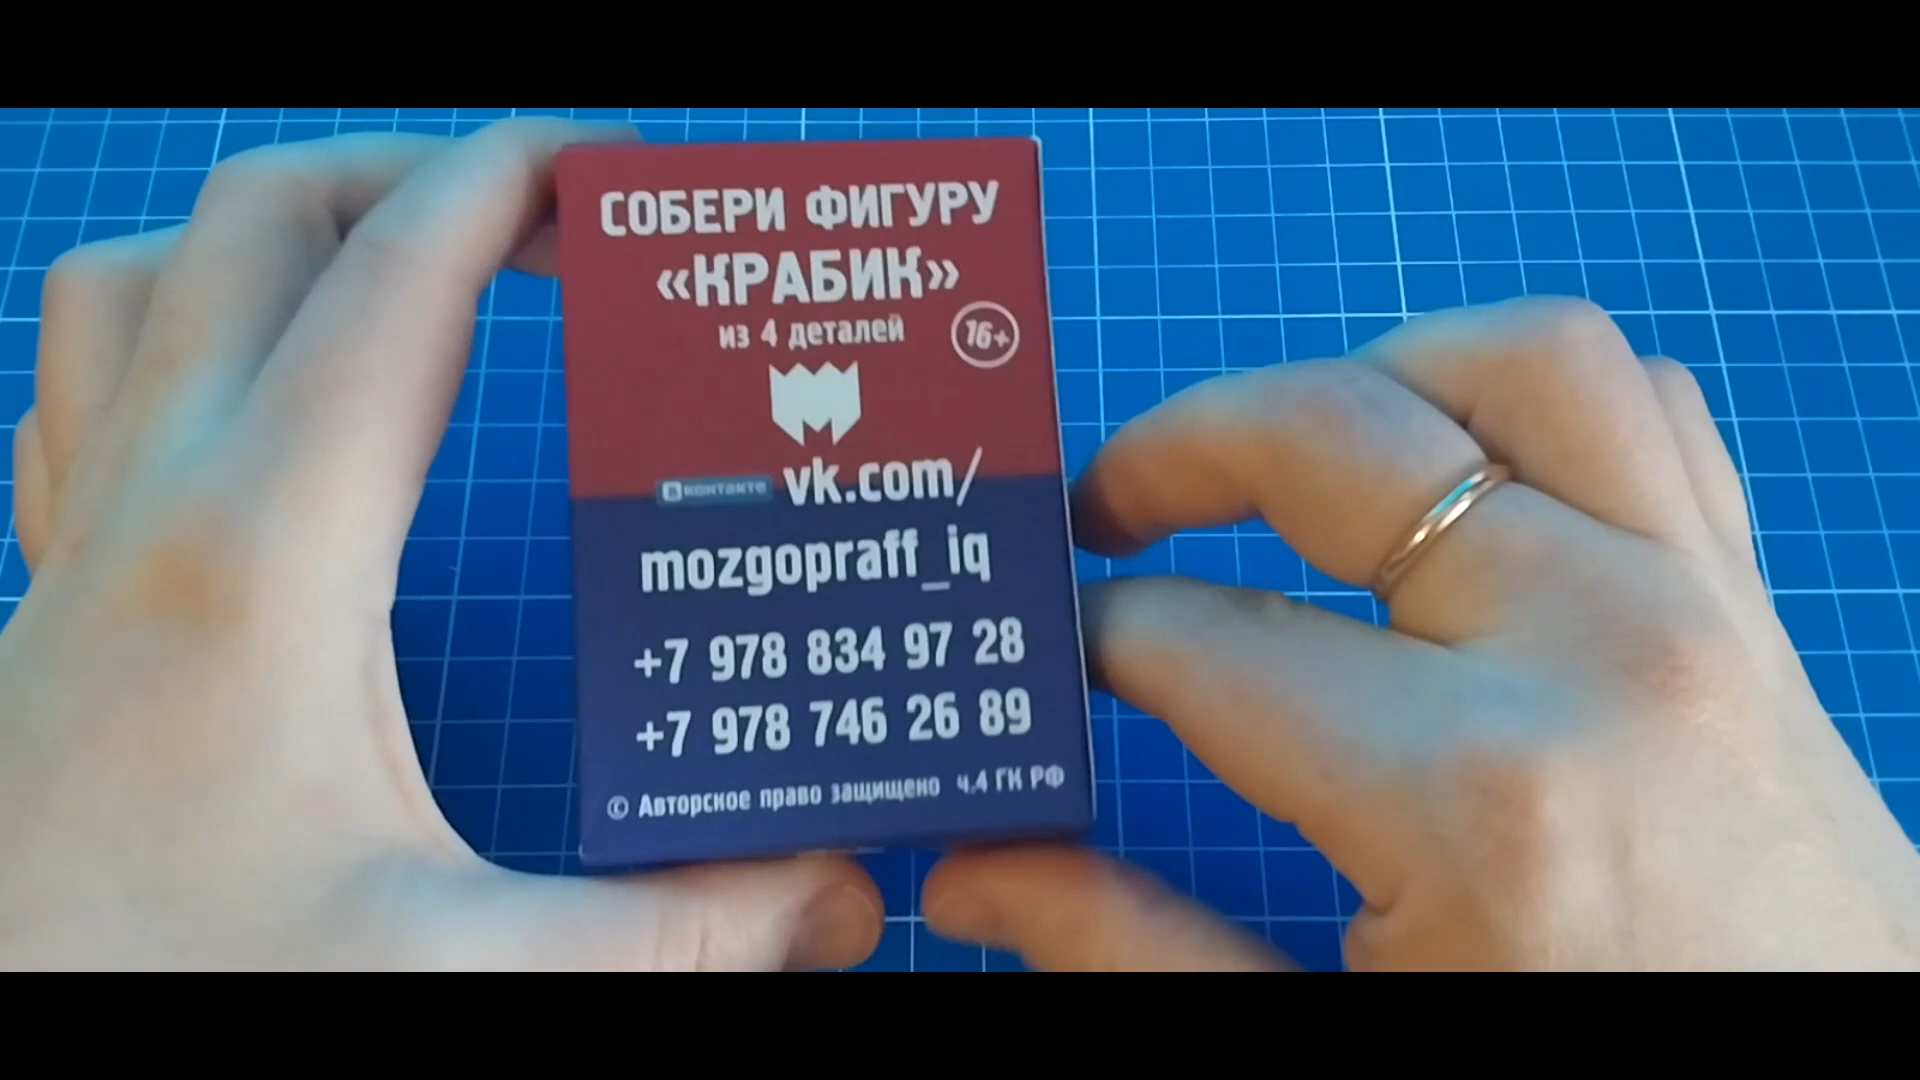 СОБЕРИ ФИГУРУ
«КРАБИК»
из 4 деталей
16+
В контакте vk.com/
mozgopraff_iq
+7 978 834 97 28
+7 978 746 26 89
© Авторское право защищено ч.4 ГК РФ